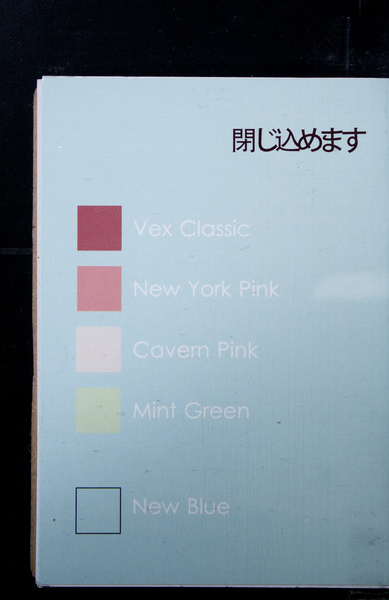 閉じ込めます
Vex Classic
New York Pink
Cavern Pink
Mint Green
New Blue